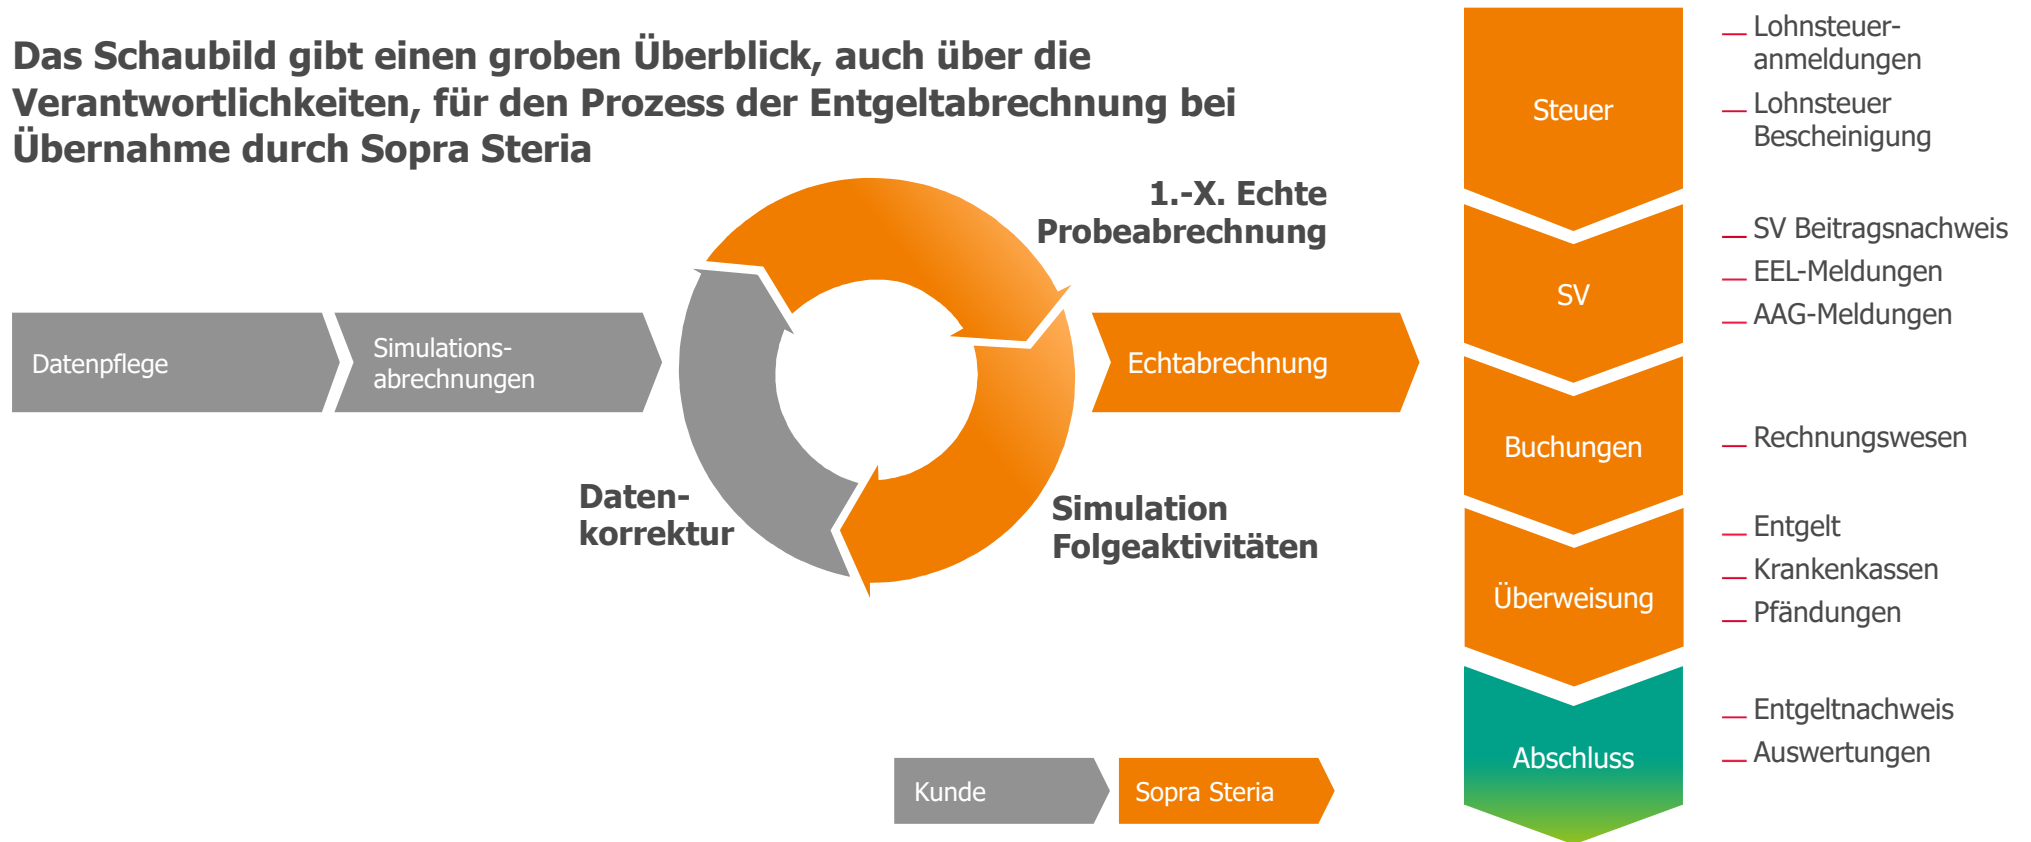 Das Schaubild gibt einen groben Überblick, auch über die
Verantwortlichkeiten, für den Prozess der Entgeltabrechnung bei
Übernahme durch Sopra Steria
Datenpflege
Simulations-
abrechnungen
1.-X. Echte
Probeabrechnung
Echtabrechnung
Daten-
korrektur
Simulation
Folgeaktivitäten
Kunde
Sopra Steria
Steuer
Lohnsteuer-
anmeldungen
Lohnsteuer
Bescheinigung
SV
SV Beitragsnachweis
EEL-Meldungen
AAG-Meldungen
Buchungen
Rechnungswesen
Überweisung
Entgelt
Krankenkassen
Pfändungen
Abschluss
Entgeltnachweis
Auswertungen